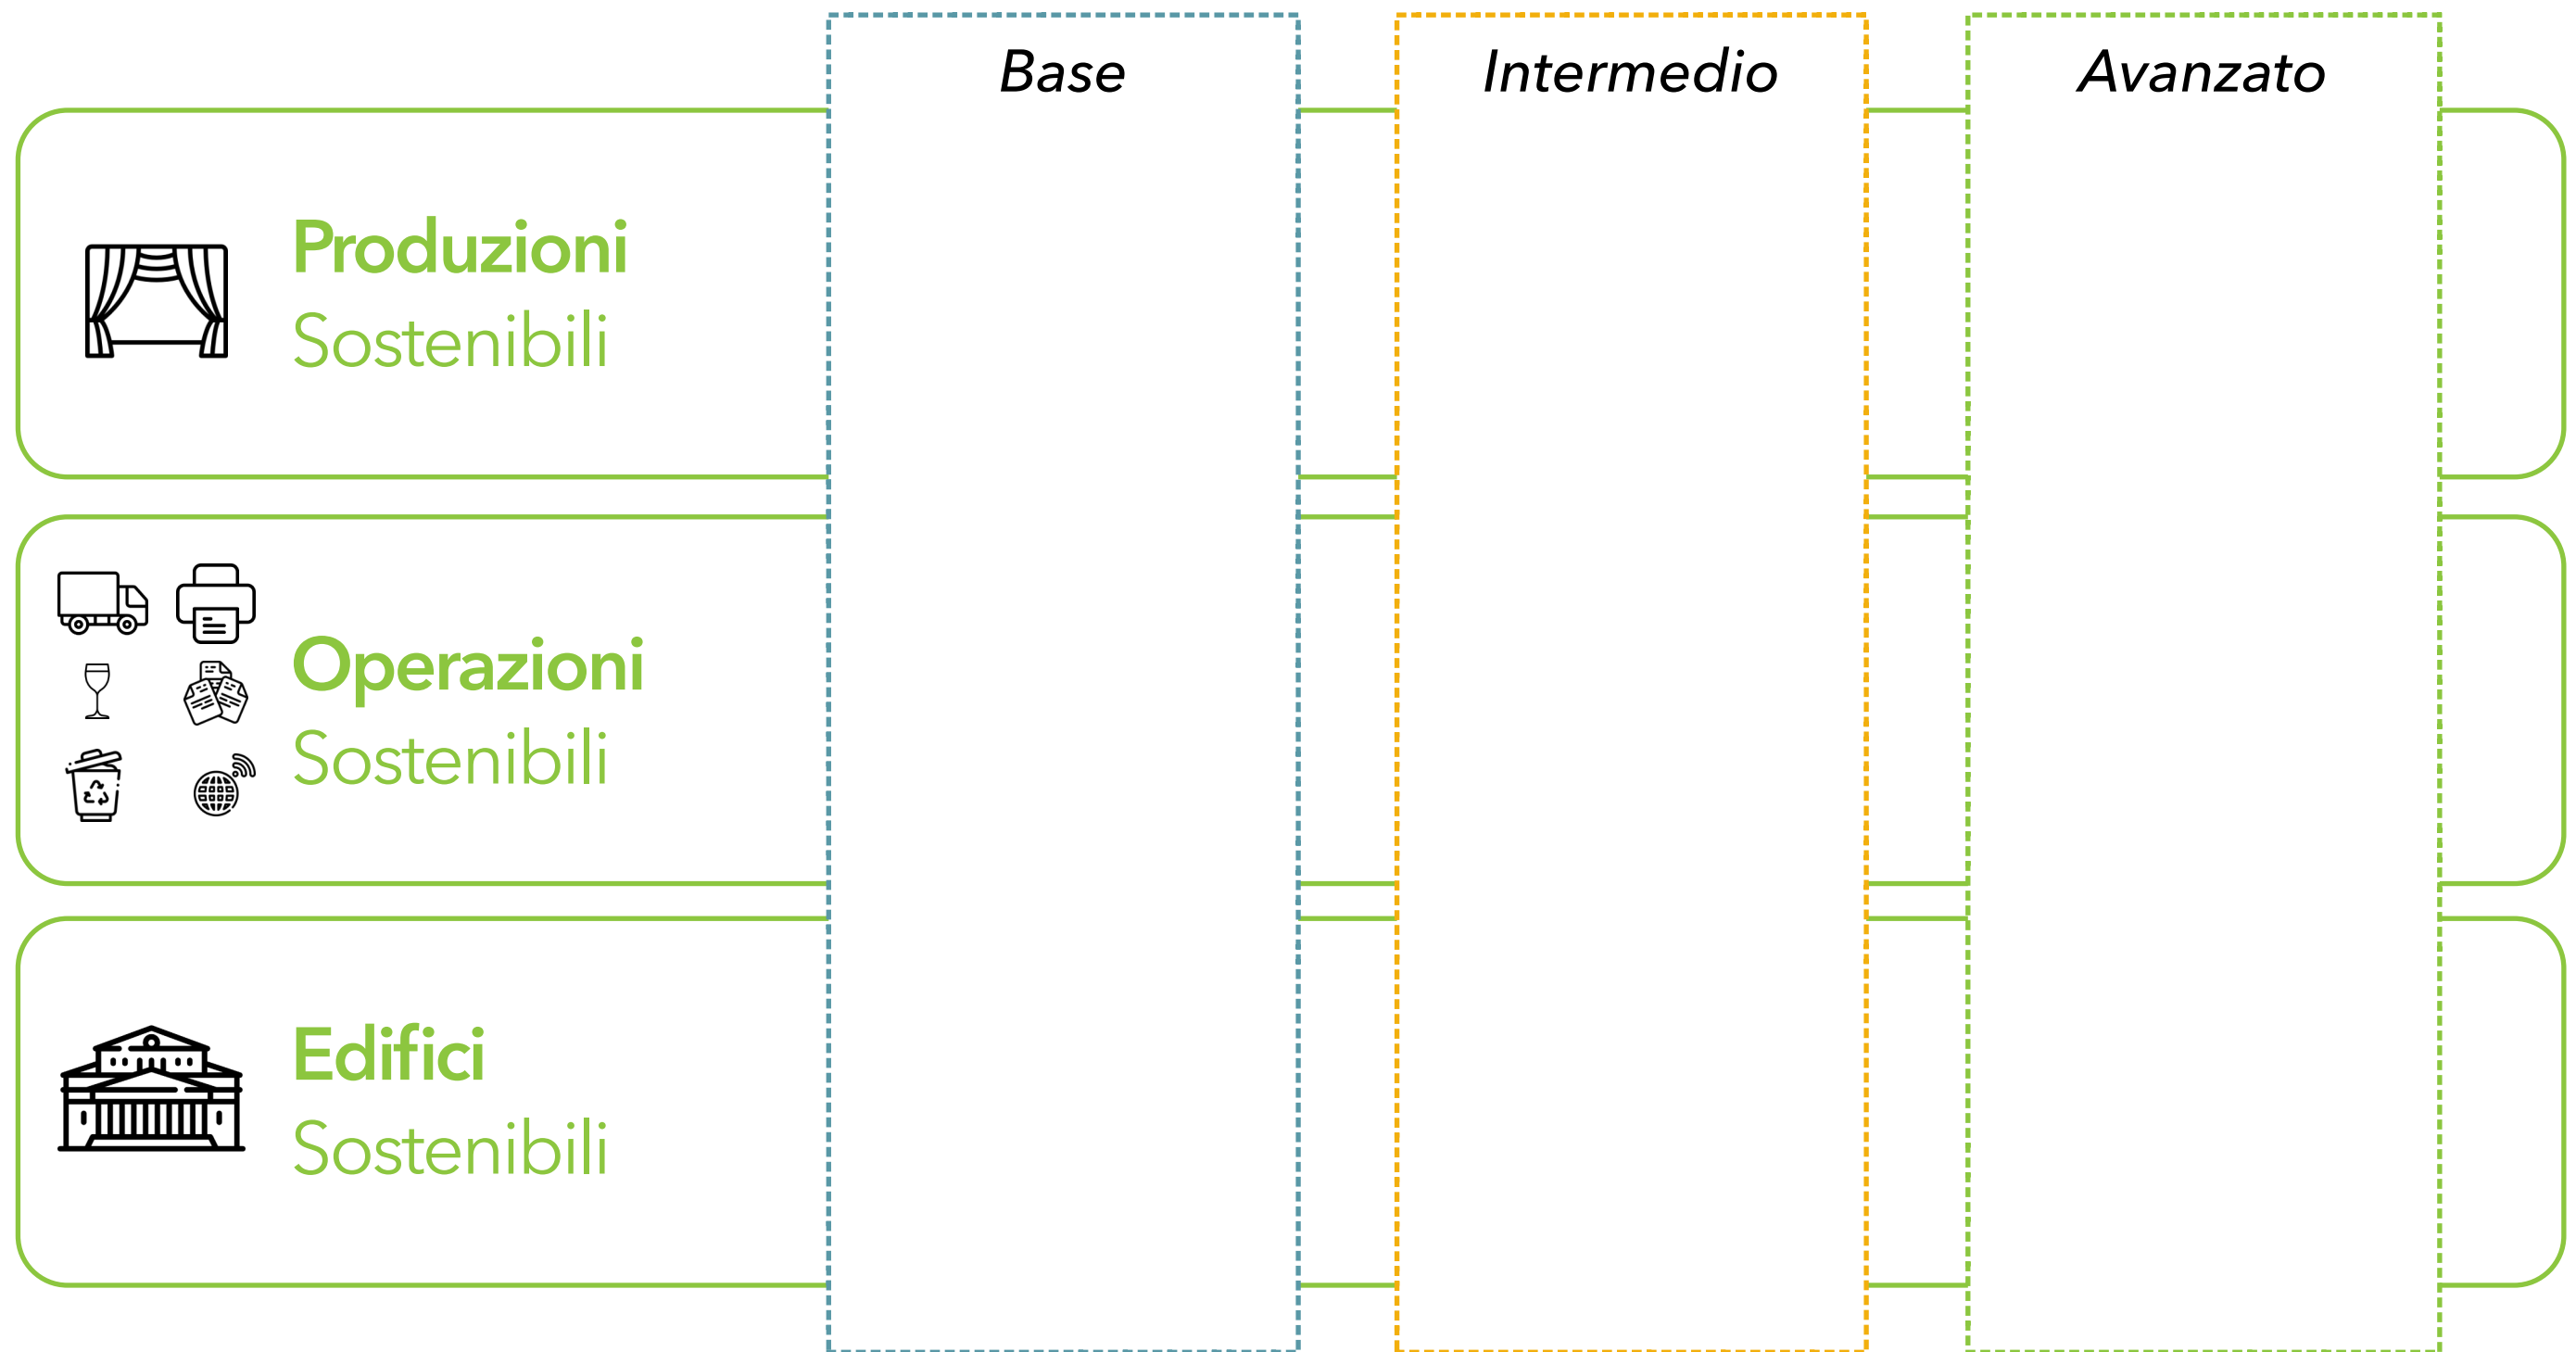 Base
Intermedio
Avanzato
Produzioni
Sostenibili
Operazioni
Sostenibili
Edifici
Sostenibili